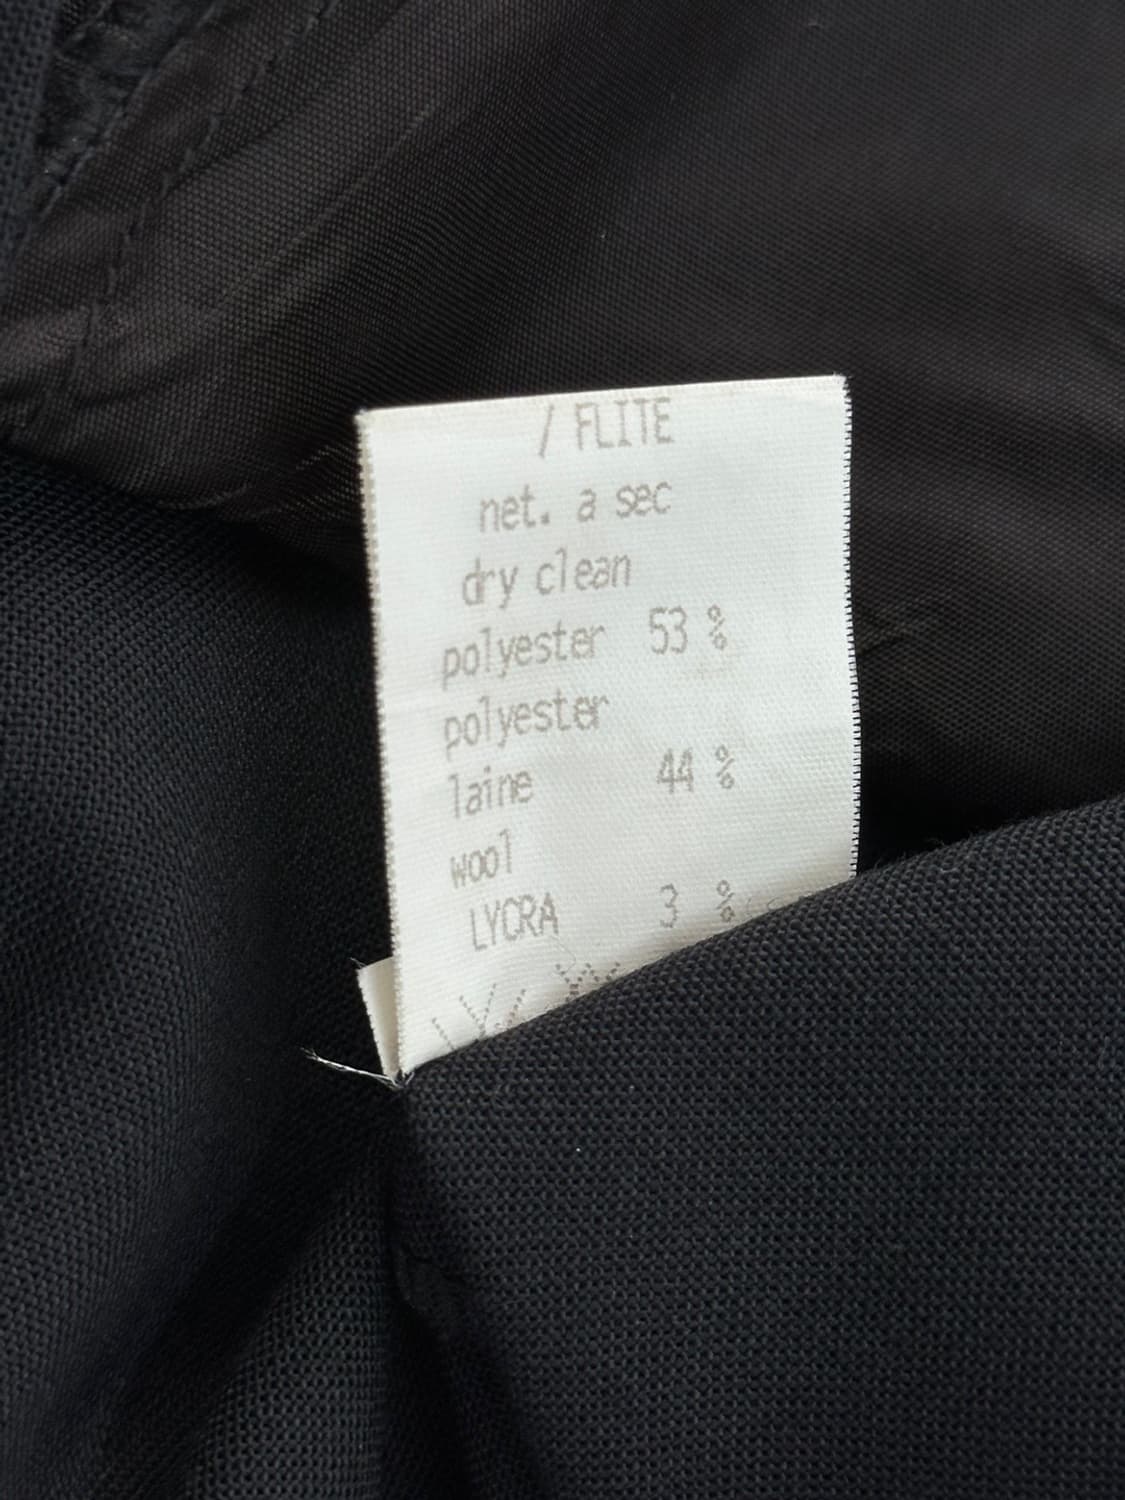 / FLITE
net. a sec
dry clean
polyester 53 %
polyester
laine 44 %
wool
LYCRA 3 %